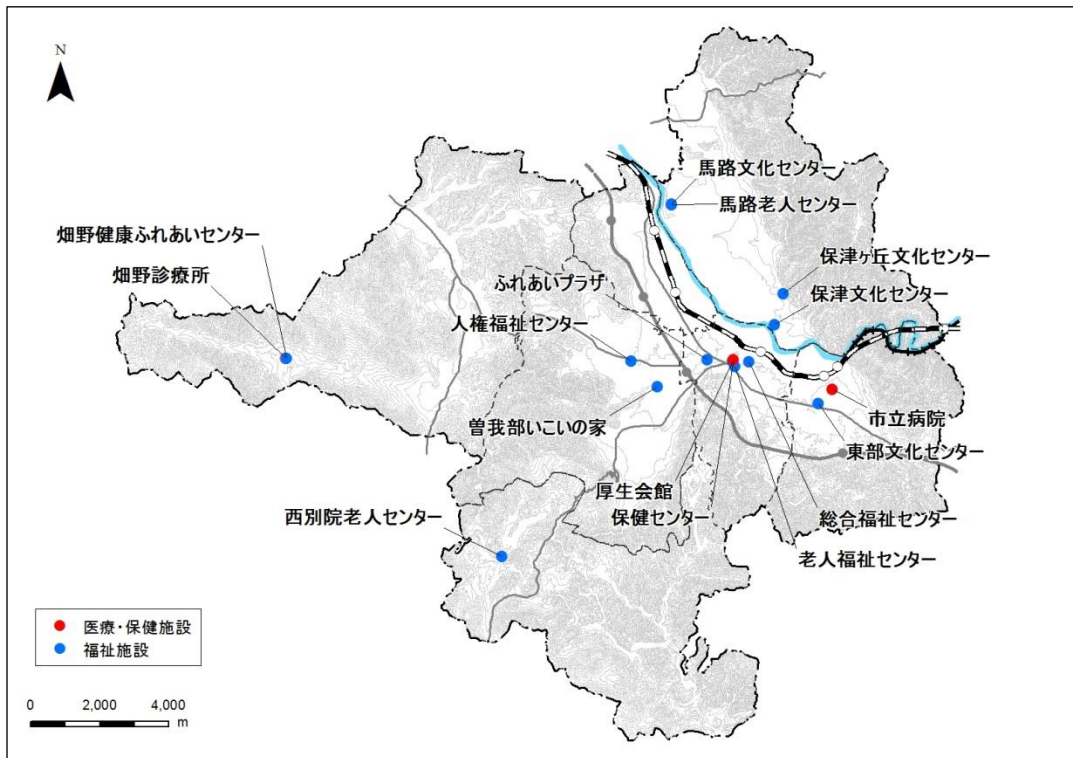 N
馬路文化センター
馬路老人センター
畑野健康ふれあいセンター
畑野診療所
保津ヶ丘文化センター
保津文化センター
ふれあいプラザ
人権福祉センター
曽我部いこいの家
市立病院
東部文化センター
厚生会館
保健センター
総合福祉センター
老人福祉センター
西別院老人センター
医療・保健施設
福祉施設
0 2,000 4,000
m